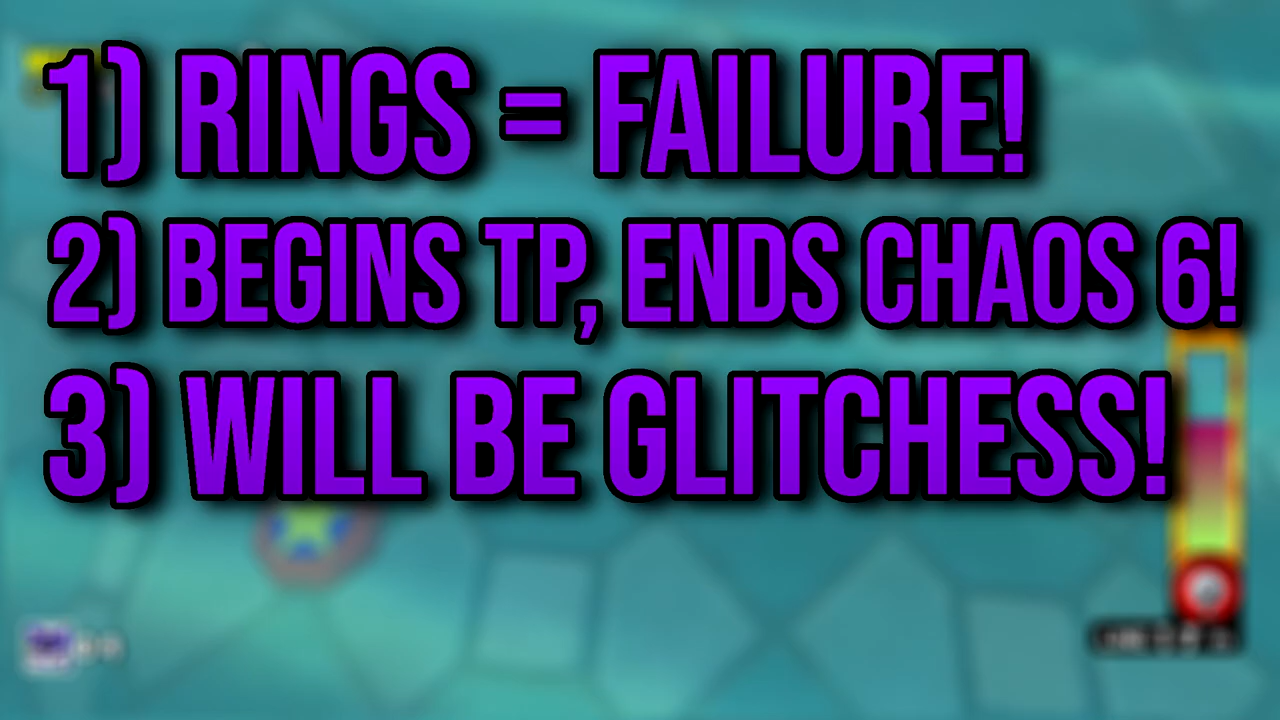 1) RINGS = FAILURE!
2) BEGINS TP, ENDS CHAOS 6!
3) WILL BE GLITCHESS!